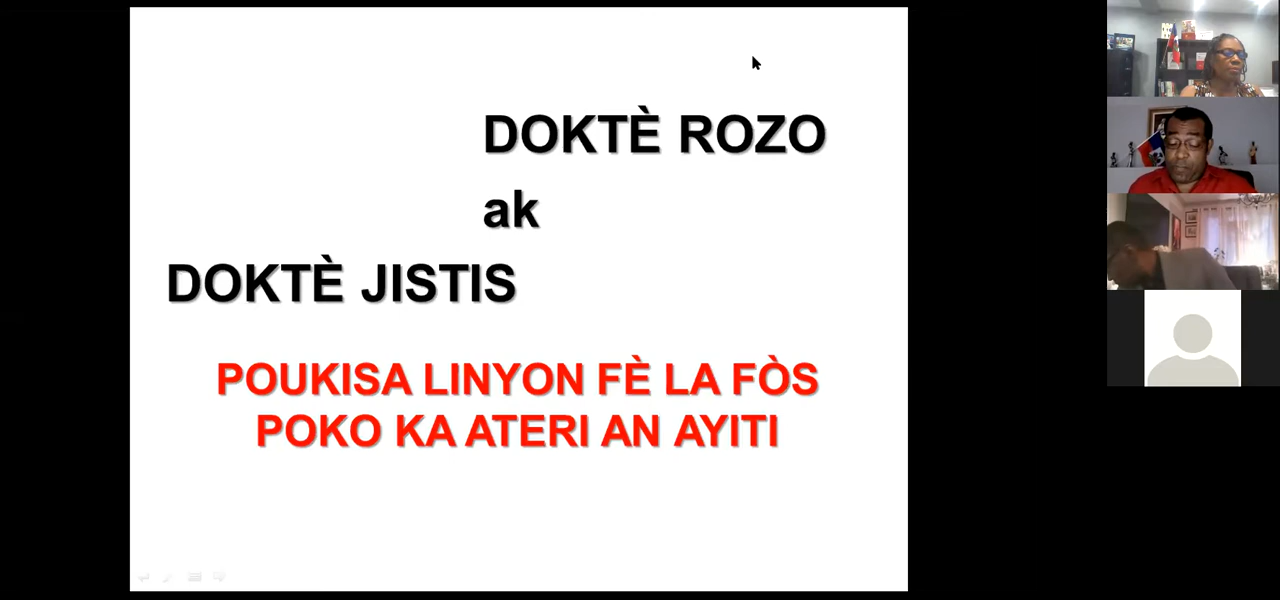 DOKTÈ ROZO
ak
DOKTÈ JISTIS
POUKISA LINYON FÈ LA FÒS
POKO KA ATERI AN AYITI